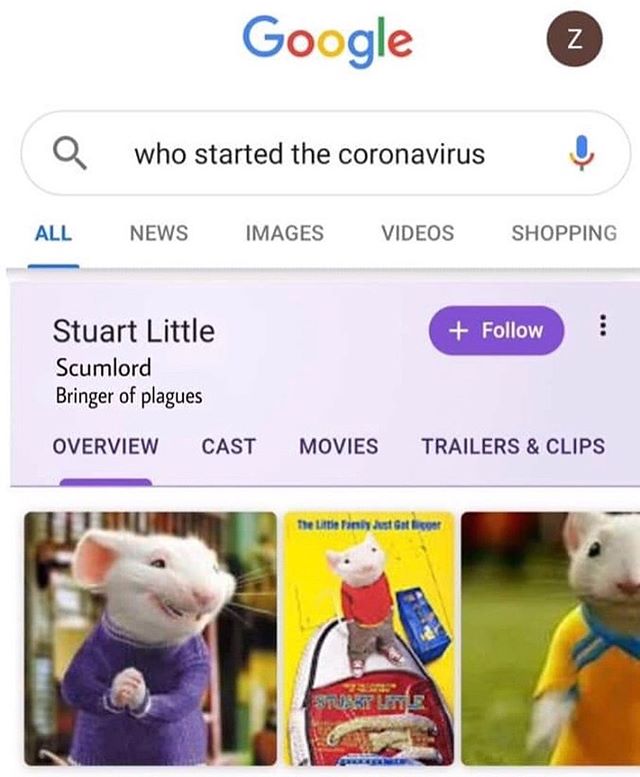 Google
Z
who started the coronavirus
ALL NEWS IMAGES VIDEOS SHOPPING
Stuart Little
+ Follow
Scumlord
Bringer of plagues
OVERVIEW CAST MOVIES TRAILERS & CLIPS
The Little Family Just Got Bigger
STUART LITTLE